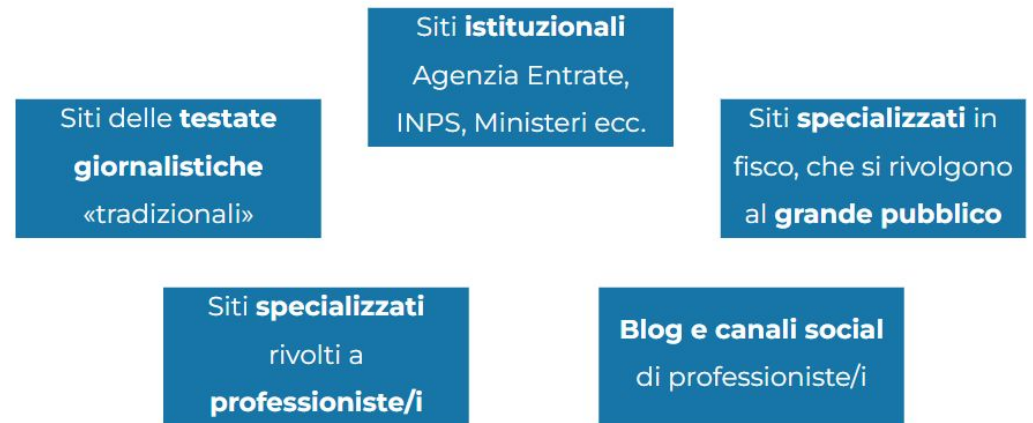 Siti istituzionali
Agenzia Entrate,
INPS, Ministeri ecc.
Siti delle testate
giornalistiche
«tradizionali»
Siti specializzati in
fisco, che si rivolgono
al grande pubblico
Siti specializzati
rivolti a
professioniste/i
Blog e canali social
di professioniste/i